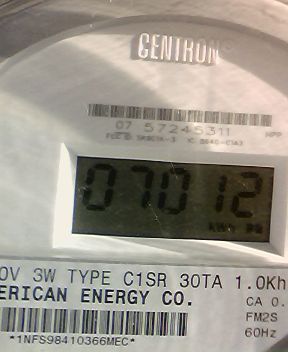 CENTRON®
07 57245311 HPP
07012
0V 3W TYPE C1SR 30TA 1.0Kh
ERICAN ENERGY CO.
CA 0.
FM2S
60Hz
*1NFS98410366MEC*